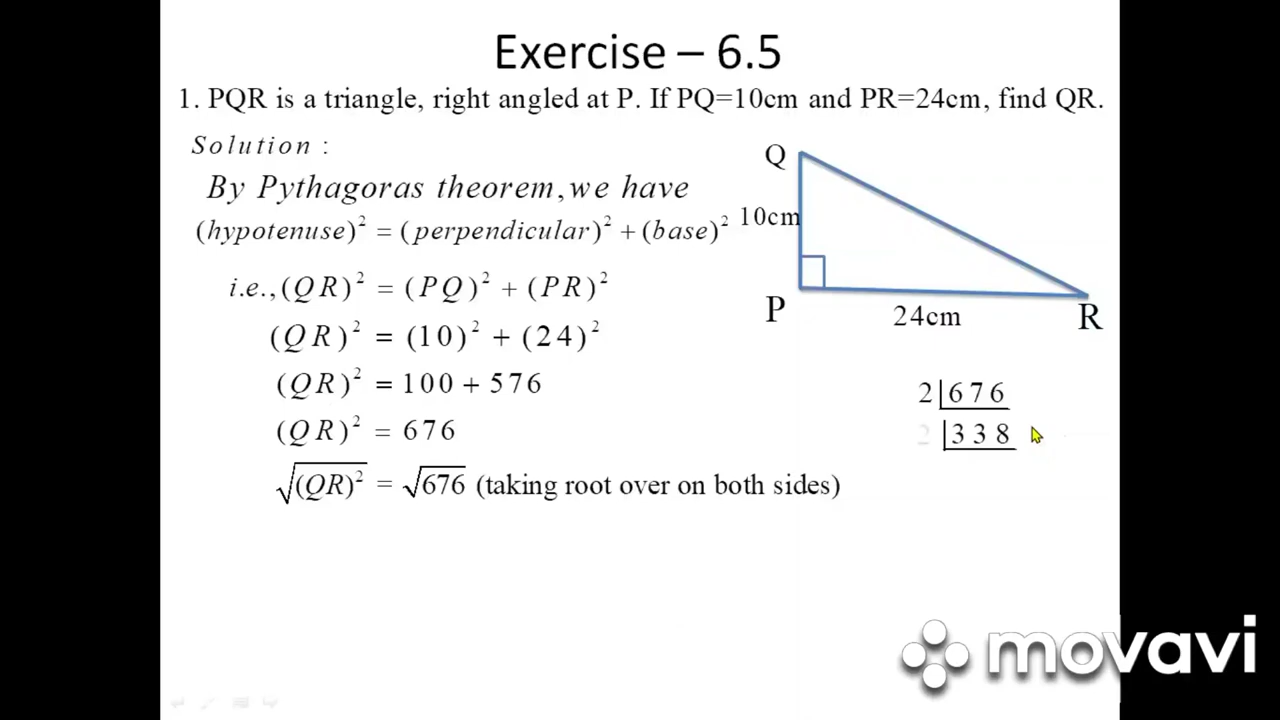 Exercise – 6.5
1. PQR is a triangle, right angled at P. If PQ=10cm and PR=24cm, find QR.
Solution :
By Pythagoras theorem, we have
(hypotenuse)² = (perpendicular)² + (base)²
i.e., (QR)² = (PQ)² + (PR)²
(QR)² = (10)² + (24)²
(QR)² = 100 + 576
(QR)² = 676
√(QR)² = √676 (taking root over on both sides)
Q
10cm
P
24cm
R
2 676
2 338
movavi